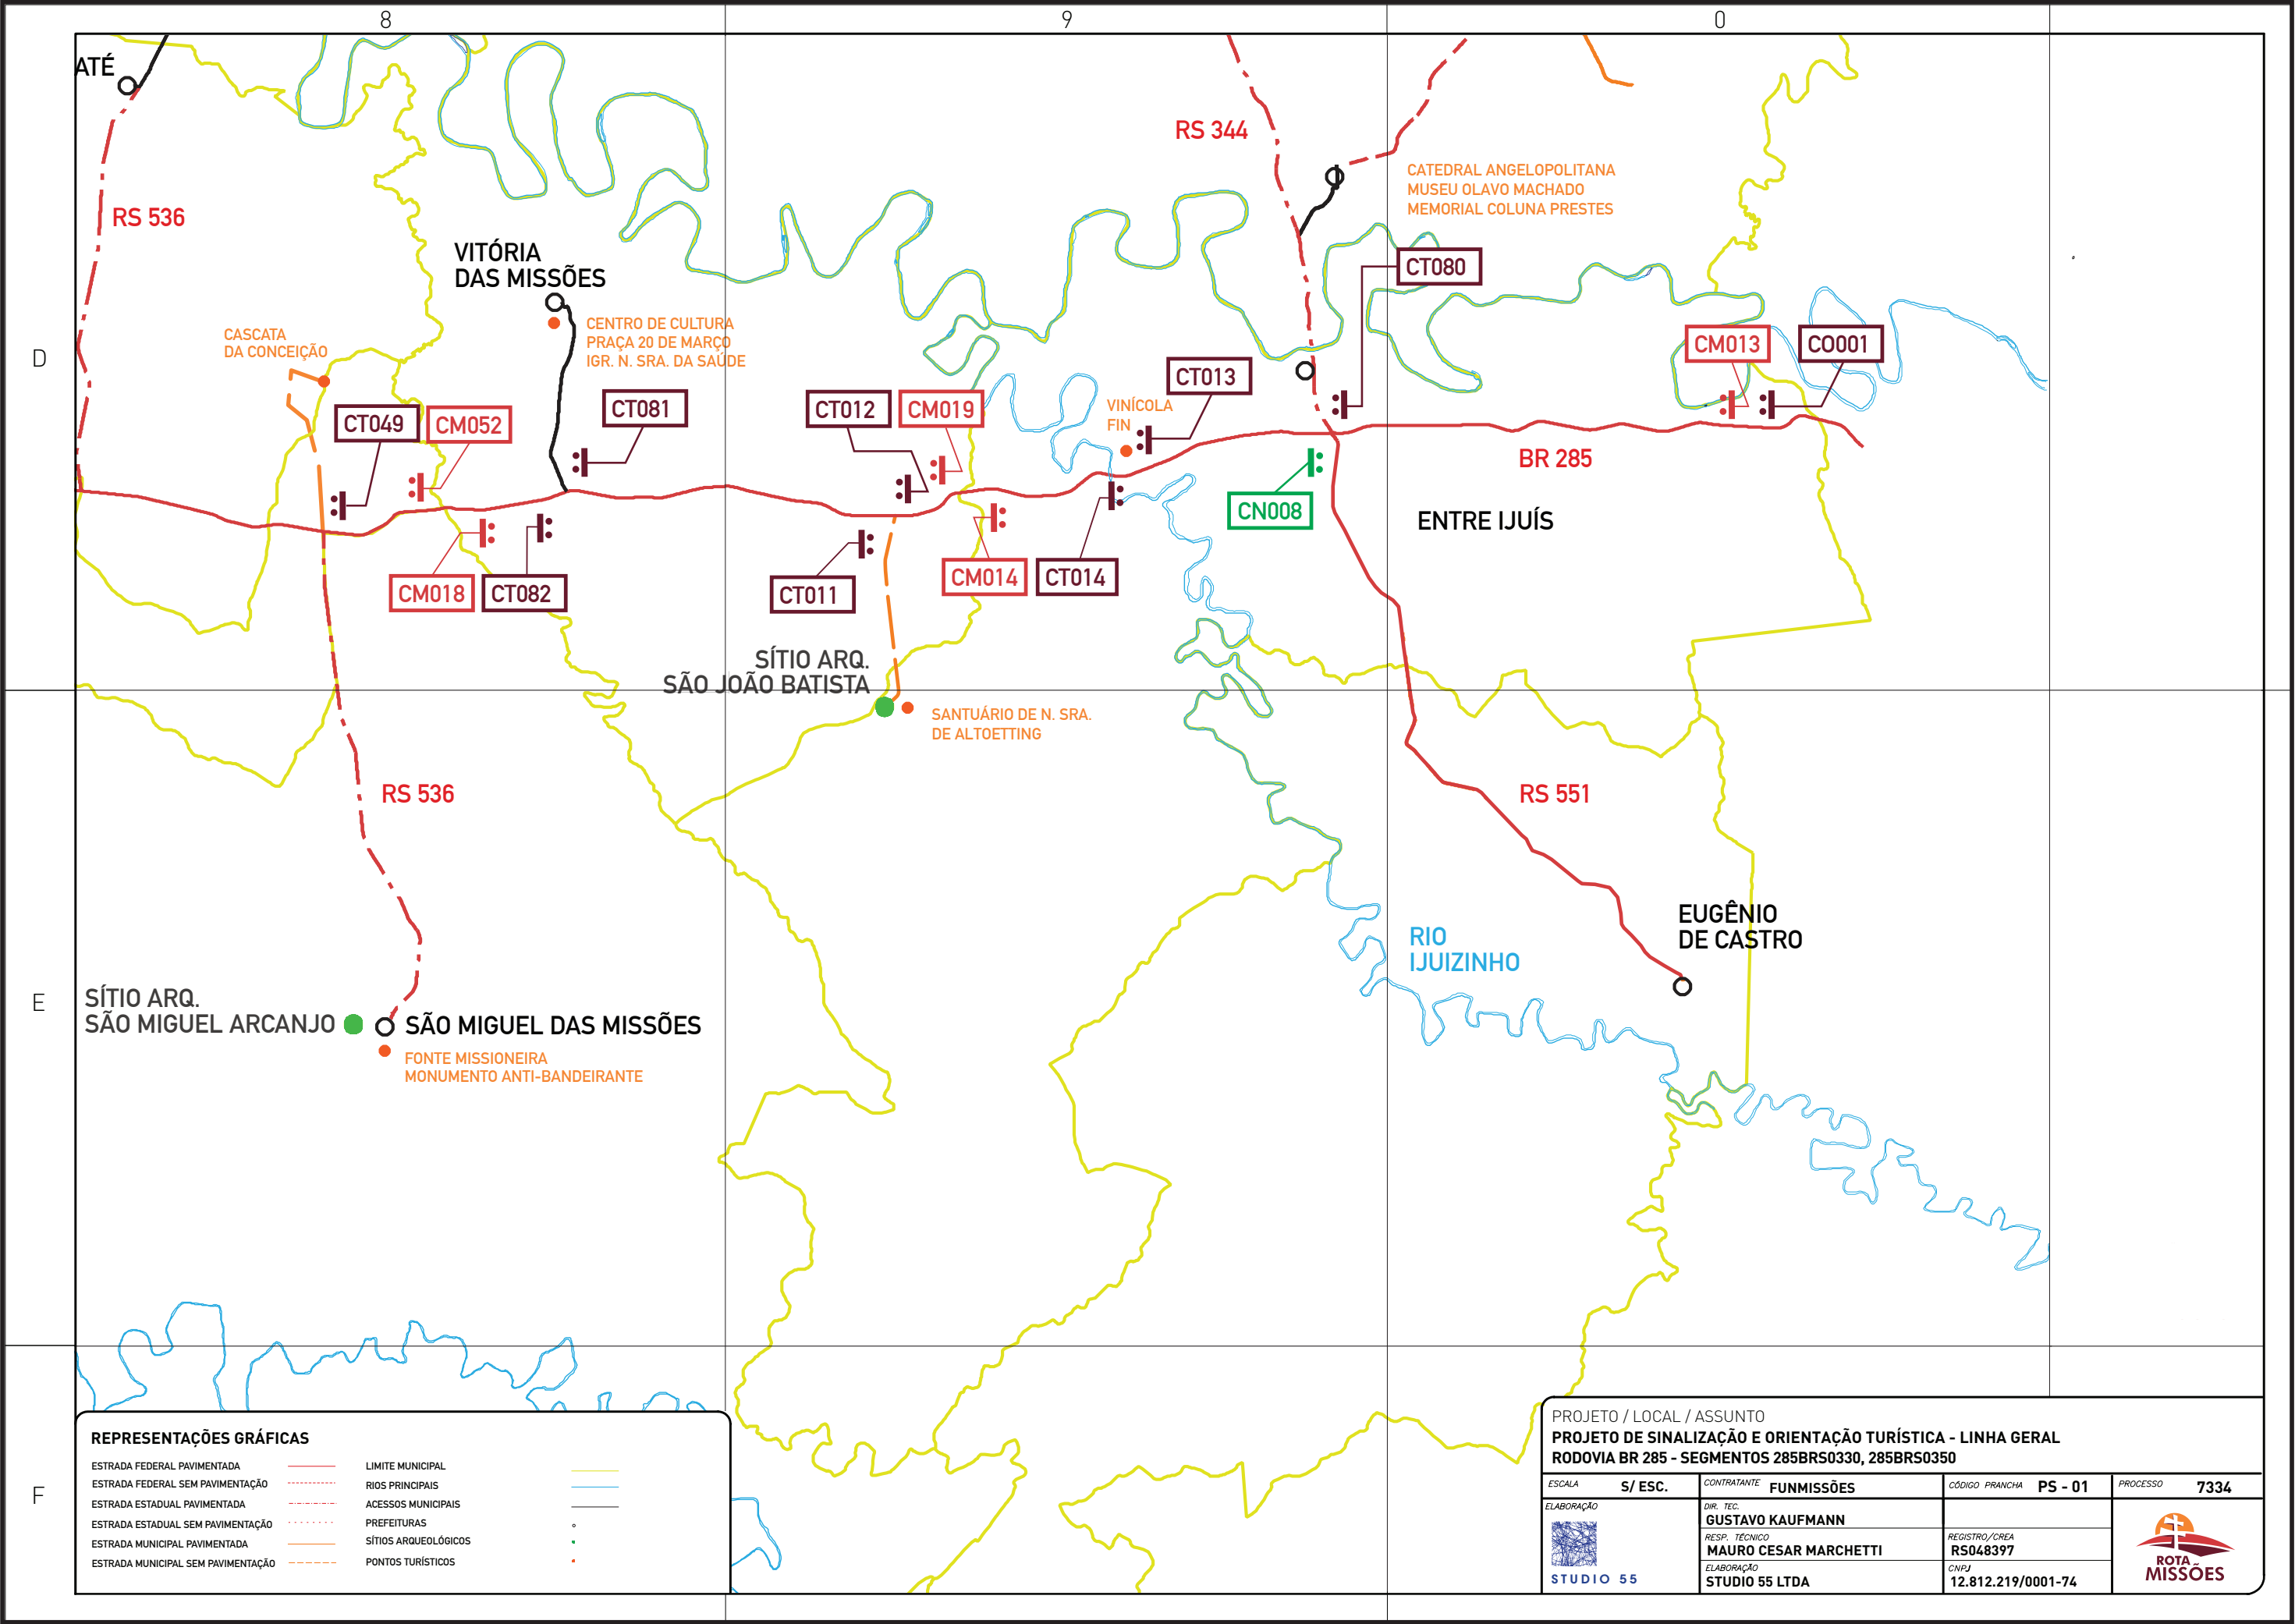 8
9
0
ATÉ
RS 344
CATEDRAL ANGELOPOLITANA
MUSEU OLAVO MACHADO
MEMORIAL COLUNA PRESTES
RS 536
VITÓRIA
DAS MISSÕES
CT080
CASCATA
DA CONCEIÇÃO
CENTRO DE CULTURA
PRAÇA 20 DE MARÇO
IGR. N. SRA. DA SAÚDE
D
CM013
CO001
CT013
CT049
CM052
CT081
CT012
CM019
VINÍCOLA
FIN
BR 285
CN008
ENTRE IJUÍS
CM018
CT082
CT011
CM014
CT014
SÍTIO ARQ.
SÃO JOÃO BATISTA
SANTUÁRIO DE N. SRA.
DE ALTOETTING
RS 536
RS 551
EUGÊNIO
DE CASTRO
RIO
IJUIZINHO
E
SÍTIO ARQ.
SÃO MIGUEL ARCANJO
SÃO MIGUEL DAS MISSÕES
FONTE MISSIONEIRA
MONUMENTO ANTI-BANDEIRANTE
F
REPRESENTAÇÕES GRÁFICAS
ESTRADA FEDERAL PAVIMENTADA
ESTRADA FEDERAL SEM PAVIMENTAÇÃO
ESTRADA ESTADUAL PAVIMENTADA
ESTRADA ESTADUAL SEM PAVIMENTAÇÃO
ESTRADA MUNICIPAL PAVIMENTADA
ESTRADA MUNICIPAL SEM PAVIMENTAÇÃO
LIMITE MUNICIPAL
RIOS PRINCIPAIS
ACESSOS MUNICIPAIS
PREFEITURAS
SÍTIOS ARQUEOLÓGICOS
PONTOS TURÍSTICOS
PROJETO / LOCAL / ASSUNTO
PROJETO DE SINALIZAÇÃO E ORIENTAÇÃO TURÍSTICA - LINHA GERAL
RODOVIA BR 285 - SEGMENTOS 285BRS0330, 285BRS0350
ESCALA S/ ESC.
CONTRATANTE FUNMISSÕES
CÓDIGO PRANCHA PS - 01
PROCESSO 7334
ELABORAÇÃO
STUDIO 55
DIR. TEC.
GUSTAVO KAUFMANN
RESP. TÉCNICO
MAURO CESAR MARCHETTI
REGISTRO/CREA
RS048397
ELABORAÇÃO
STUDIO 55 LTDA
CNPJ
12.812.219/0001-74
ROTA
MISSÕES